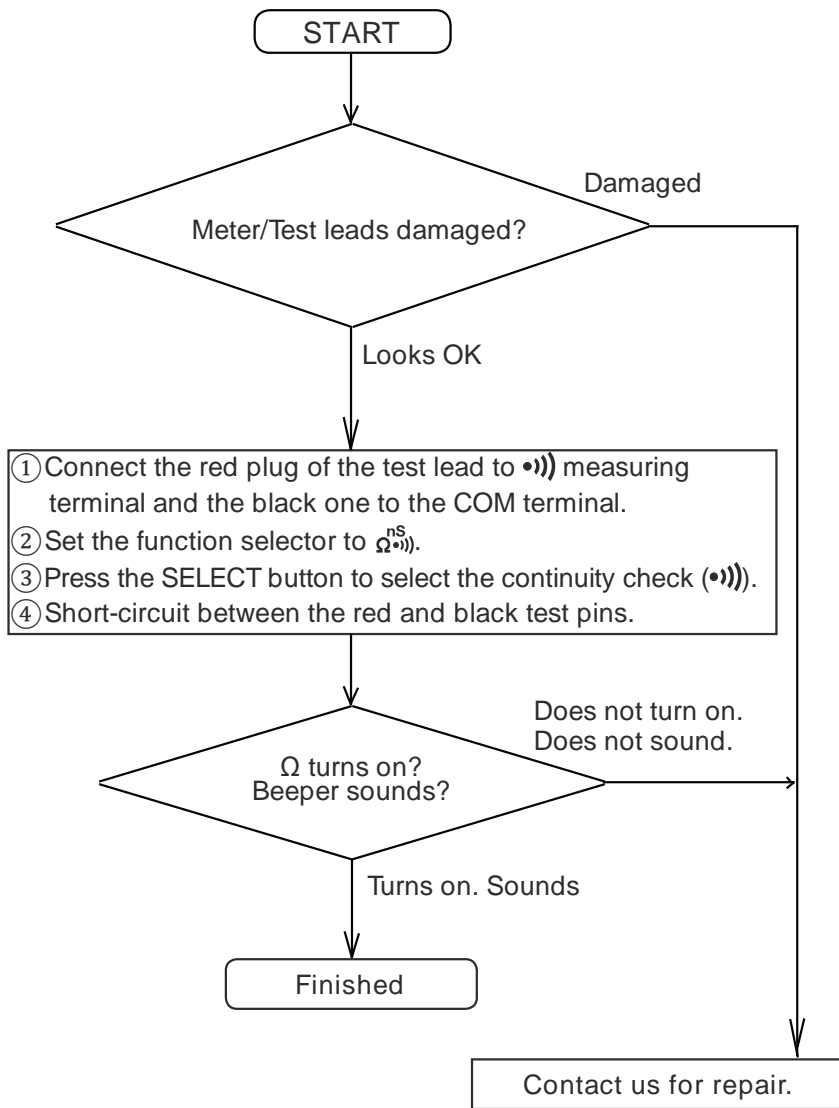 START
Damaged
Meter/Test leads damaged?
Looks OK
①Connect the red plug of the test lead to •))) measuring
terminal and the black one to the COM terminal.
②Set the function selector to Ω nS •))).
③Press the SELECT button to select the continuity check (•)))).
④Short-circuit between the red and black test pins.
Does not turn on.
Does not sound.
Ω turns on?
Beeper sounds?
Turns on. Sounds
Finished
Contact us for repair.